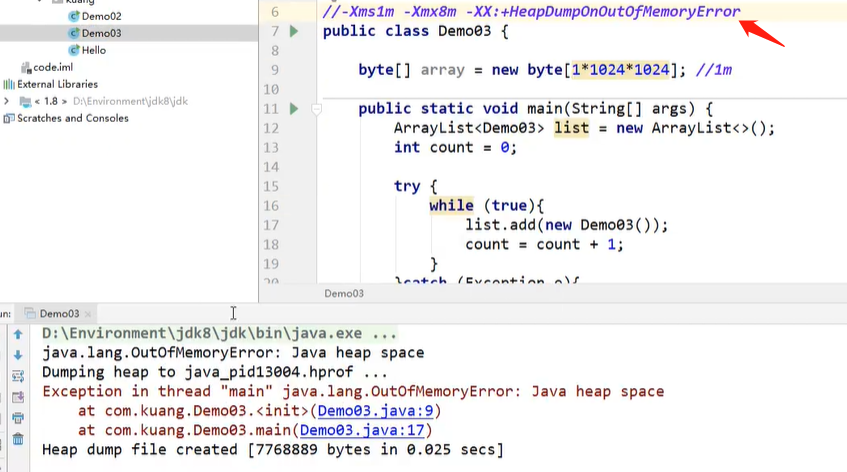 kuang
Demo02
Demo03
Hello
code.iml
External Libraries
< 1.8 > D:\Environment\jdk8\jdk
Scratches and Consoles
6 //-Xms1m -Xmx8m -XX:+HeapDumpOnOutOfMemoryError
7 public class Demo03 {
8
9 byte[] array = new byte[1*1024*1024]; //1m
10
11 public static void main(String[] args) {
12 ArrayList<Demo03> list = new ArrayList<>();
13 int count = 0;
14
15 try {
16 while (true){
17 list.add(new Demo03());
18 count = count + 1;
19 }
20 }catch (Exception e){
Demo03
un: Demo03
D:\Environment\jdk8\jdk\bin\java.exe ...
java.lang.OutOfMemoryError: Java heap space
Dumping heap to java_pid13004.hprof ...
Exception in thread "main" java.lang.OutOfMemoryError: Java heap space
at com.kuang.Demo03.<init>(Demo03.java:9)
at com.kuang.Demo03.main(Demo03.java:17)
Heap dump file created [7768889 bytes in 0.025 secs]